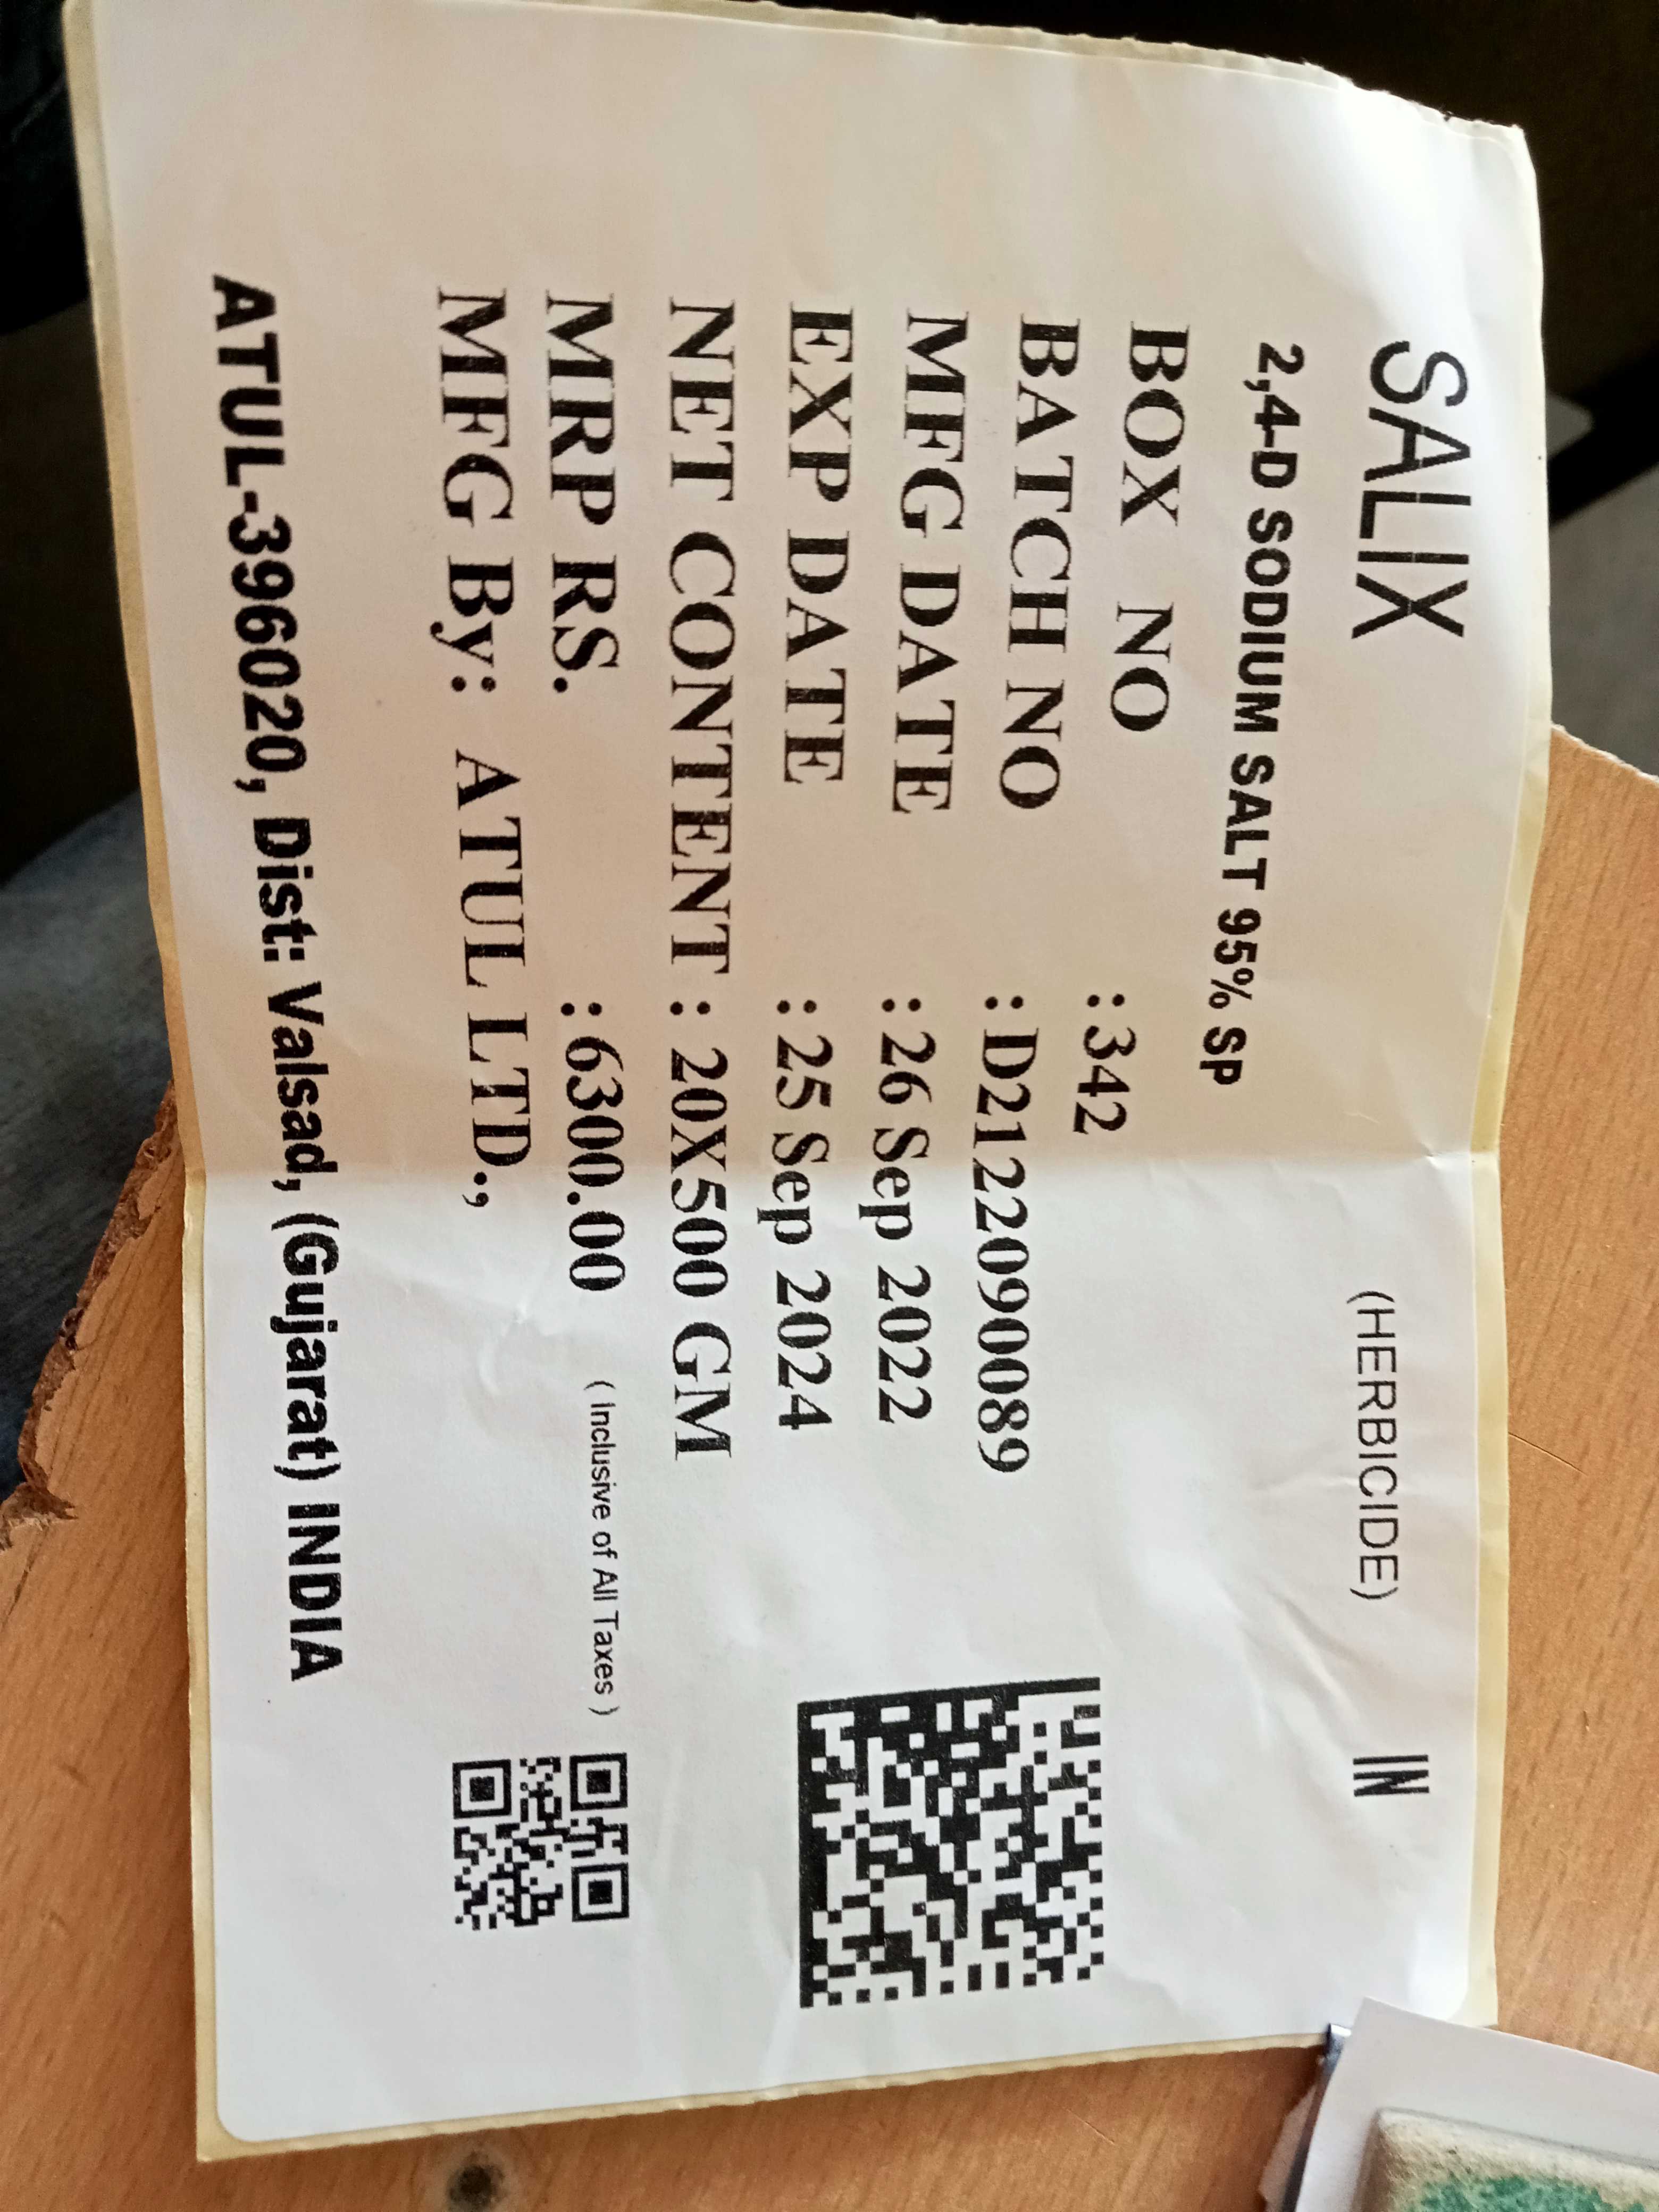 SALIX (HERBICIDE) IN
2,4-D SODIUM SALT 95% SP
BOX NO :342
BATCH NO :D2122090089
MFG DATE :26 Sep 2022
EXP DATE :25 Sep 2024
NET CONTENT : 20X500 GM
MRP RS. :6300.00 ( Inclusive of All Taxes )
MFG By: ATUL LTD.,
ATUL-396020, Dist: Valsad, (Gujarat) INDIA